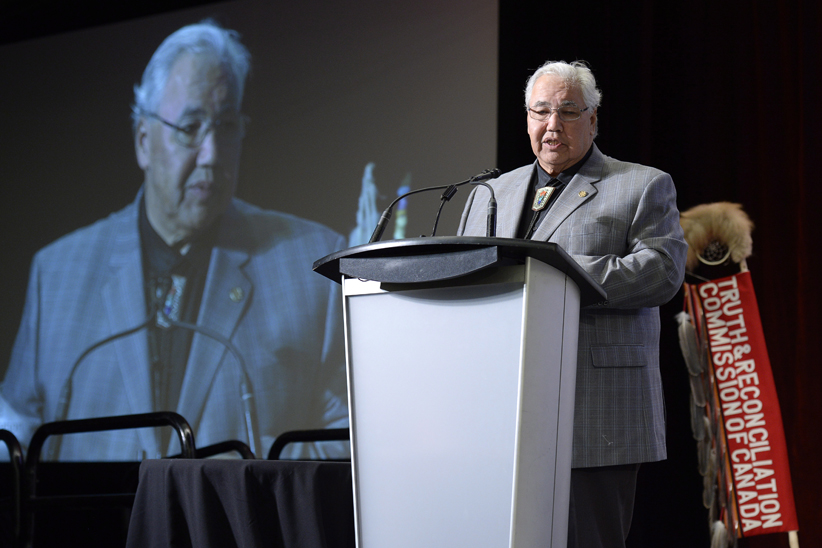 TRUTH & RECONCILIATION
COMMISSION OF CANADA